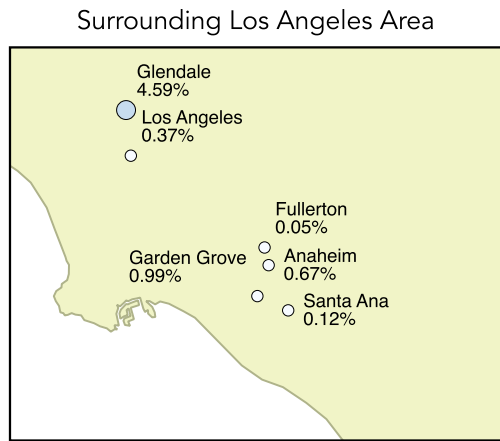 Surrounding Los Angeles Area
Glendale
4.59%
Los Angeles
0.37%
Fullerton
0.05%
Garden Grove
0.99%
Anaheim
0.67%
Santa Ana
0.12%